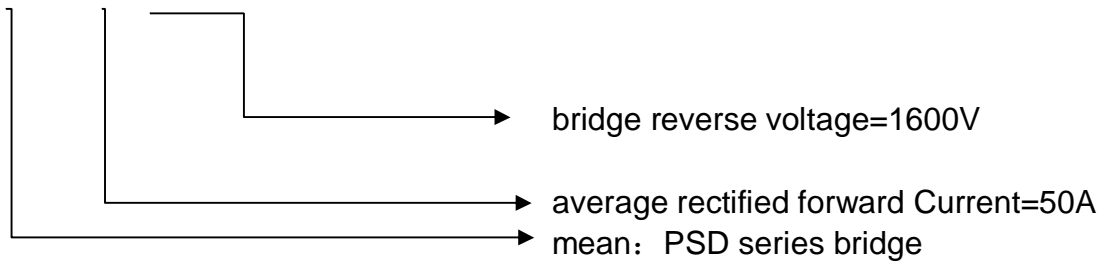 bridge reverse voltage=1600V
average rectified forward Current=50A
mean：PSD series bridge